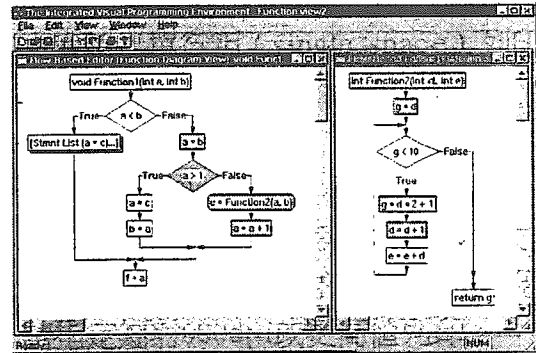 The Integrated Visual Programming Environment - Function view2
File Edit View Window Help
Flow Based Editor (Function Diagram View): void Funct
void Function1(int a, int b)
True a < b False
[Stmnt List (a = c)...]
a = b
True a > 1 False
a = c
c = Function2(a, b)
b = a
a = a + 1
f = a
int Function2(int d, int e)
g = d
g < 10 False
True
g = d = 2 + 1
d = d + 1
e = e + d
return g
NUM